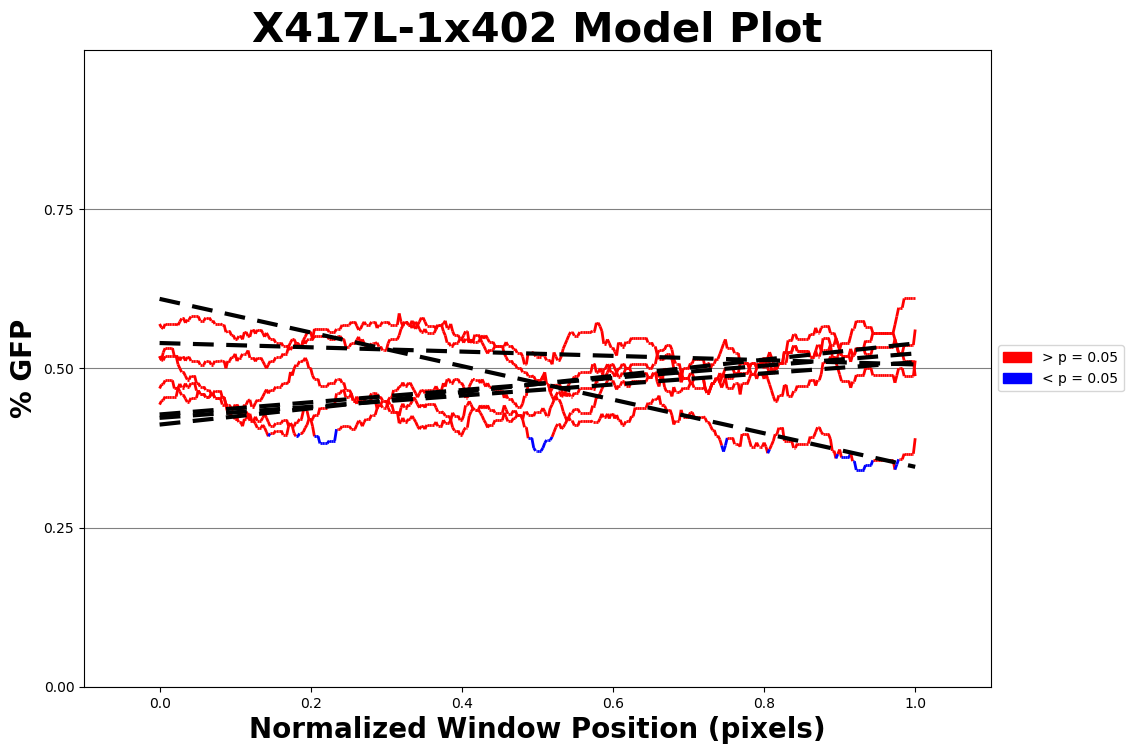 X417L-1x402 Model Plot
% GFP
0.75
0.50
0.25
0.00
0.0 0.2 0.4 0.6 0.8 1.0
Normalized Window Position (pixels)
> p = 0.05
< p = 0.05